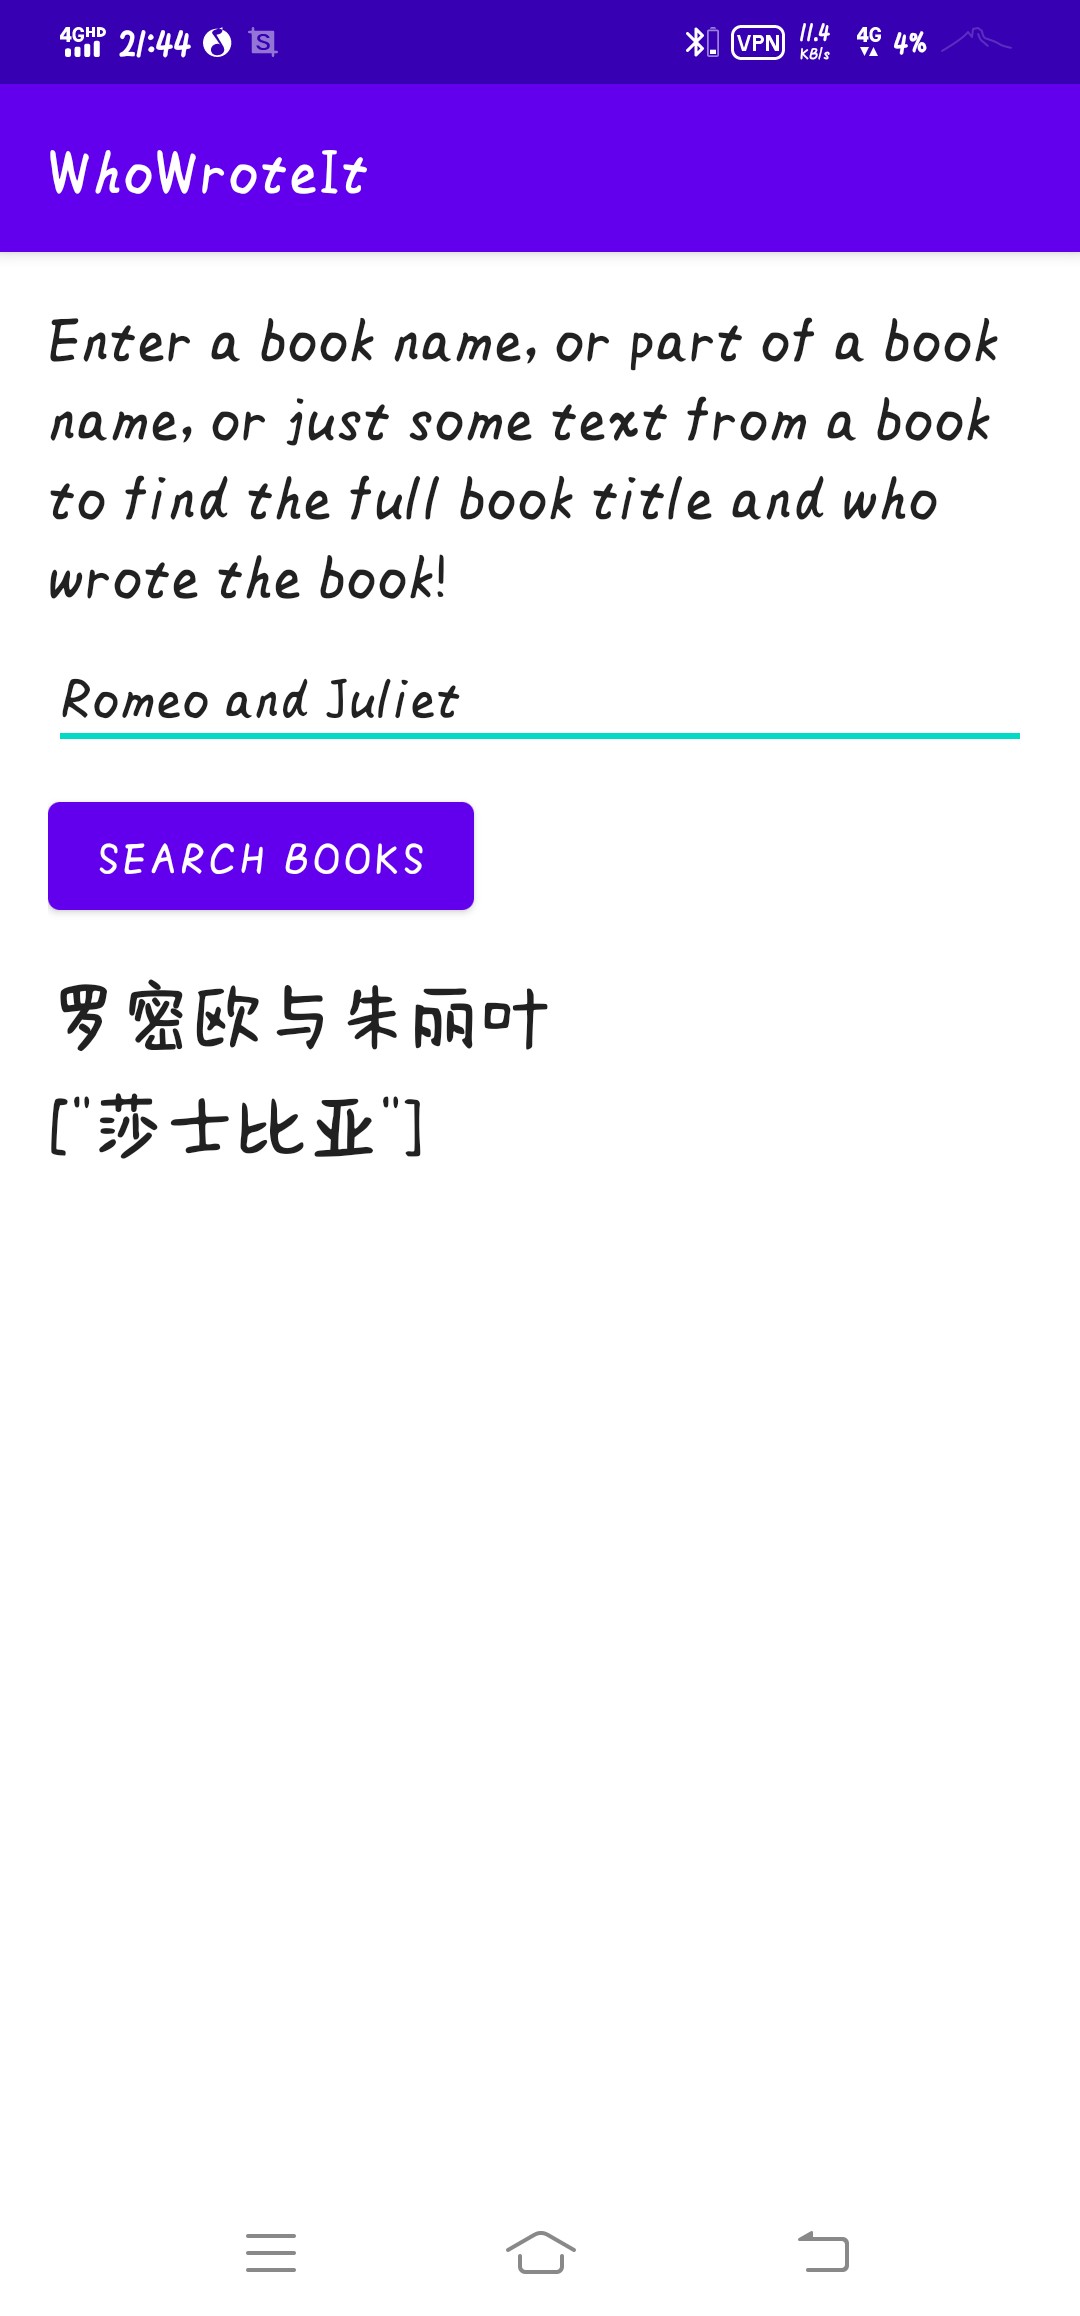 4GHD 21:44 S VPN 11.4 KB/s 4G 4%
WhoWroteIt
Enter a book name, or part of a book
name, or just some text from a book
to find the full book title and who
wrote the book!
Romeo and Juliet
SEARCH BOOKS
罗密欧与朱丽叶
["莎士比亚"]